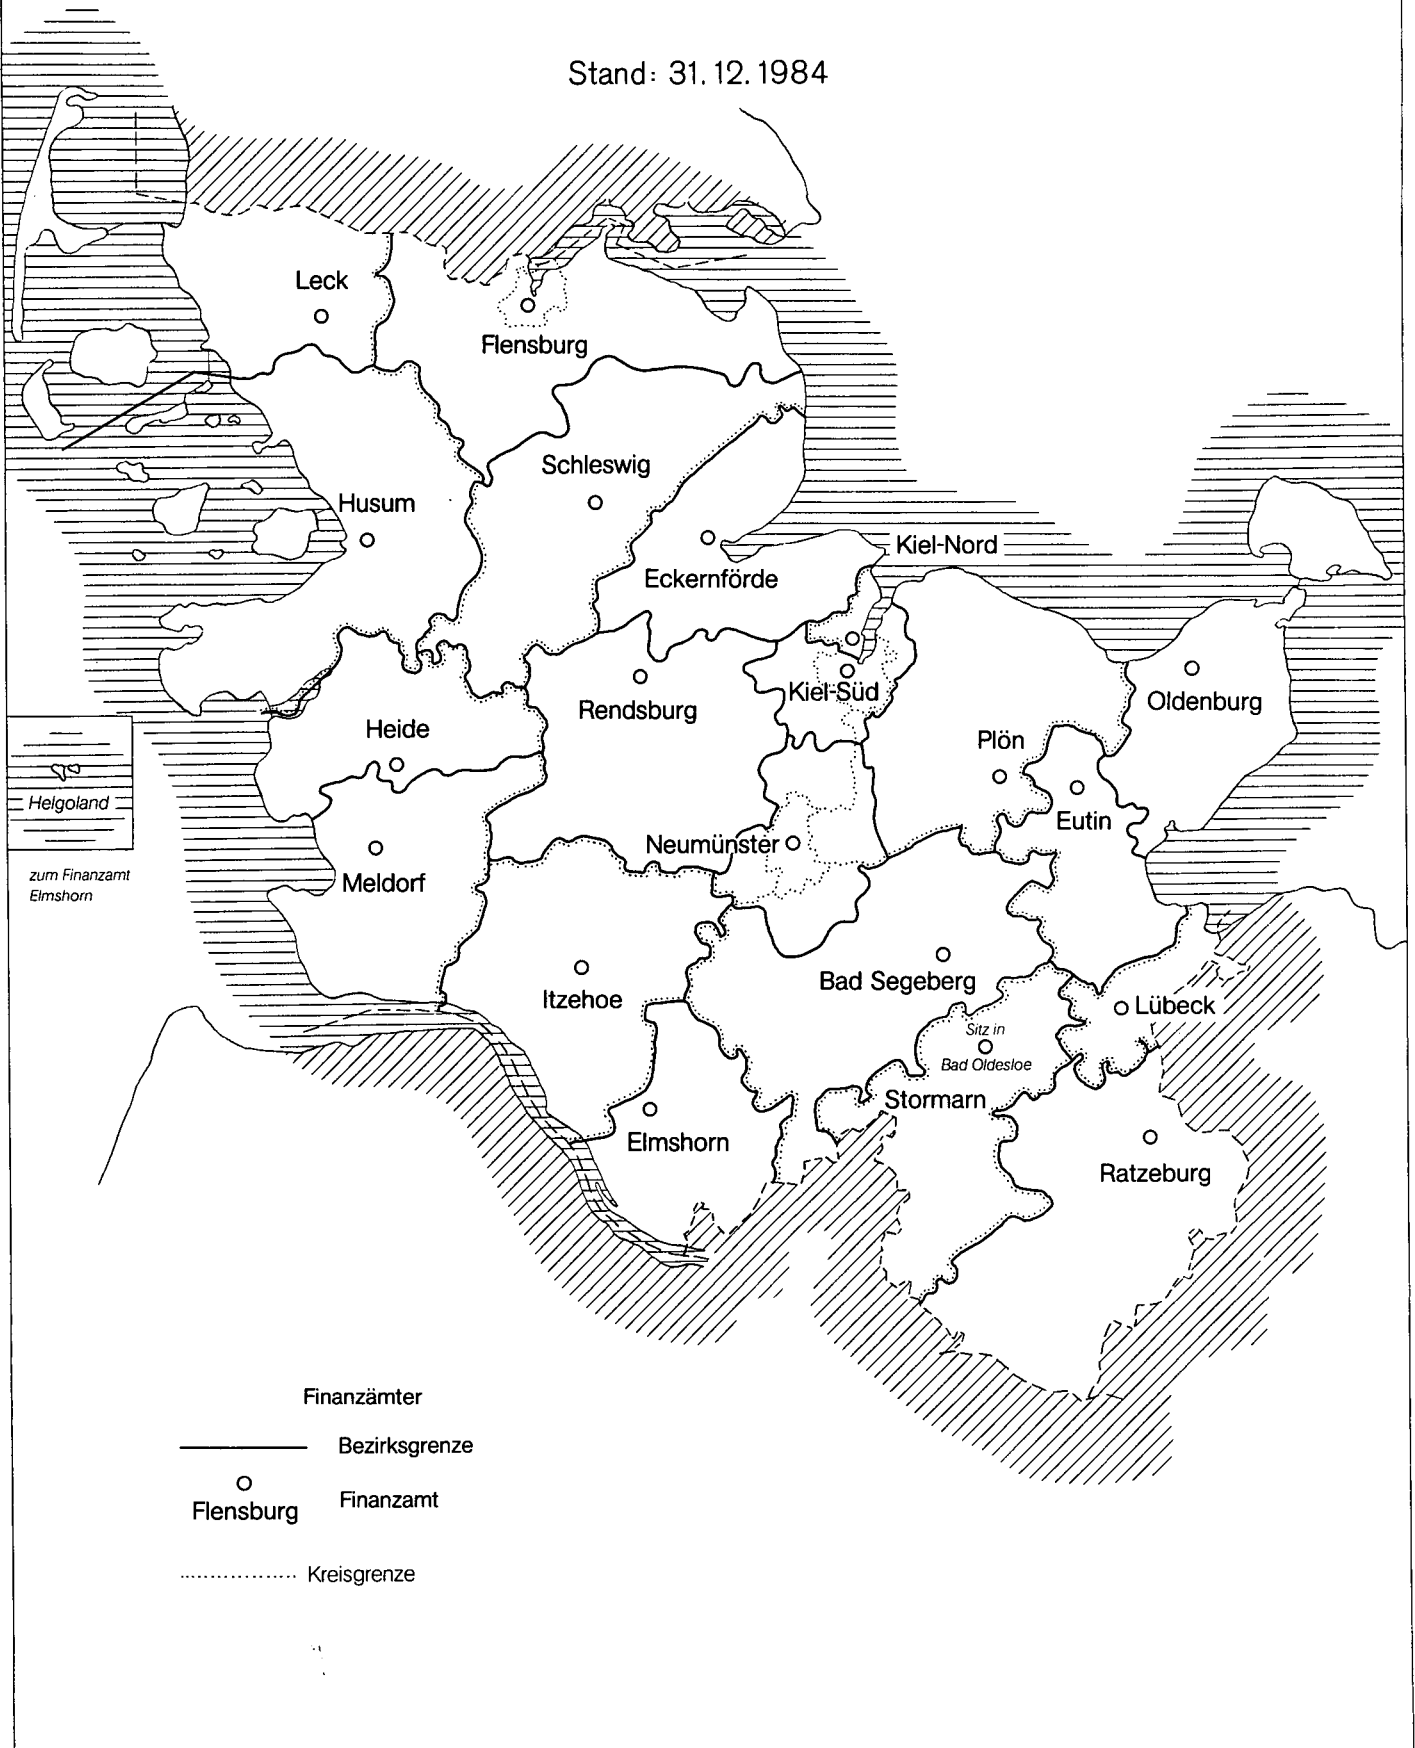 Stand: 31.12.1984
Leck
Flensburg
Schleswig
Husum
Kiel-Nord
Eckernförde
Kiel-Süd
Oldenburg
Rendsburg
Heide
Plön
Helgoland
Eutin
Neumünster
zum Finanzamt
Elmshorn
Meldorf
Bad Segeberg
Itzehoe
Lübeck
Sitz in
Bad Oldesloe
Stormarn
Elmshorn
Ratzeburg
Finanzämter
Bezirksgrenze
Flensburg
Finanzamt
Kreisgrenze